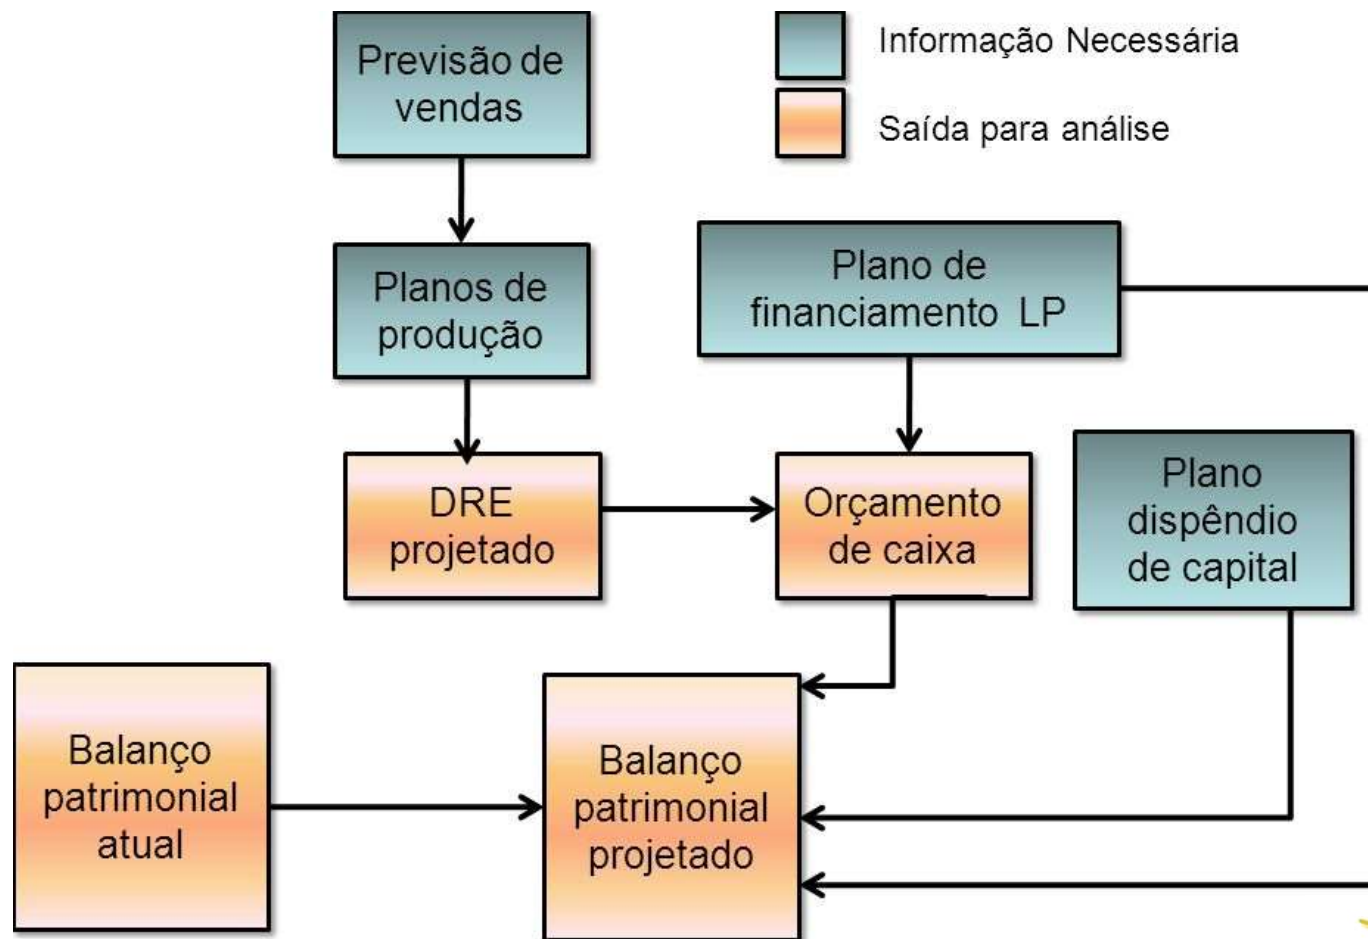 Previsão de
vendas
Informação Necessária
Saída para análise
Planos de
produção
Plano de
financiamento LP
DRE
projetado
Orçamento
de caixa
Plano
dispêndio
de capital
Balanço
patrimonial
atual
Balanço
patrimonial
projetado